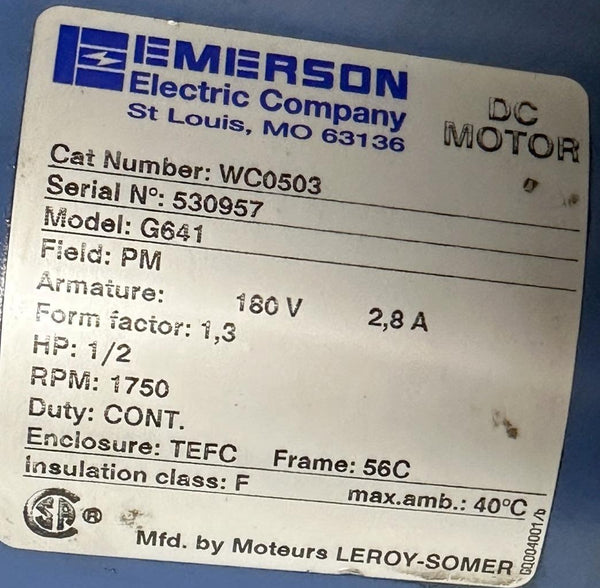 EMERSON
Electric Company
St Louis, MO 63136
DC
MOTOR
Cat Number: WC0503
Serial Nº: 530957
Model: G641
Field: PM
Armature: 180 V 2,8 A
Form factor: 1,3
HP: 1/2
RPM: 1750
Duty: CONT.
Enclosure: TEFC Frame: 56C
Insulation class: F max.amb.: 40°C
SA ®
Mfd. by Moteurs LEROY-SOMER